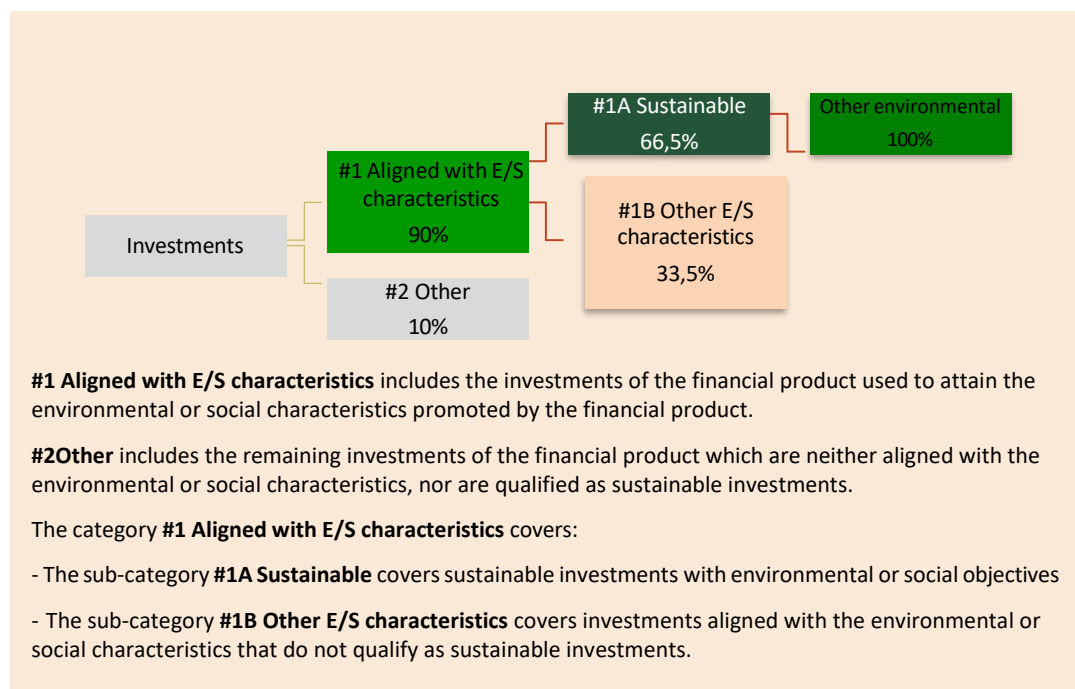 #1A Sustainable
66,5%
Other environmental
100%
#1 Aligned with E/S
characteristics
90%
#1B Other E/S
characteristics
33,5%
Investments
#2 Other
10%
#1 Aligned with E/S characteristics includes the investments of the financial product used to attain the
environmental or social characteristics promoted by the financial product.
#2Other includes the remaining investments of the financial product which are neither aligned with the
environmental or social characteristics, nor are qualified as sustainable investments.
The category #1 Aligned with E/S characteristics covers:
- The sub-category #1A Sustainable covers sustainable investments with environmental or social objectives
- The sub-category #1B Other E/S characteristics covers investments aligned with the environmental or
social characteristics that do not qualify as sustainable investments.